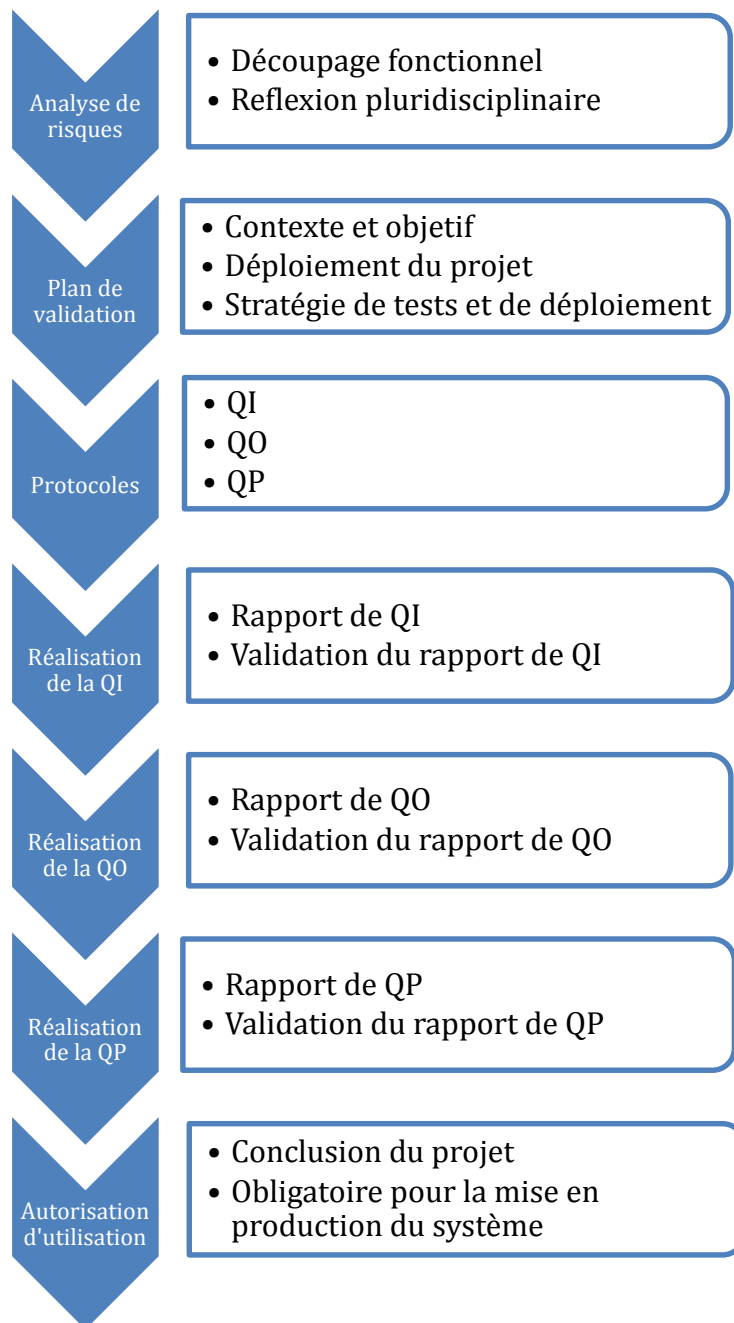 Analyse de
risques
• Découpage fonctionnel
• Reflexion pluridisciplinaire
Plan de
validation
• Contexte et objetif
• Déploiement du projet
• Stratégie de tests et de déploiement
Protocoles
• QI
• QO
• QP
Réalisation
de la QI
• Rapport de QI
• Validation du rapport de QI
Réalisation
de la QO
• Rapport de QO
• Validation du rapport de QO
Réalisation
de la QP
• Rapport de QP
• Validation du rapport de QP
Autorisation
d'utilisation
• Conclusion du projet
• Obligatoire pour la mise en
production du système